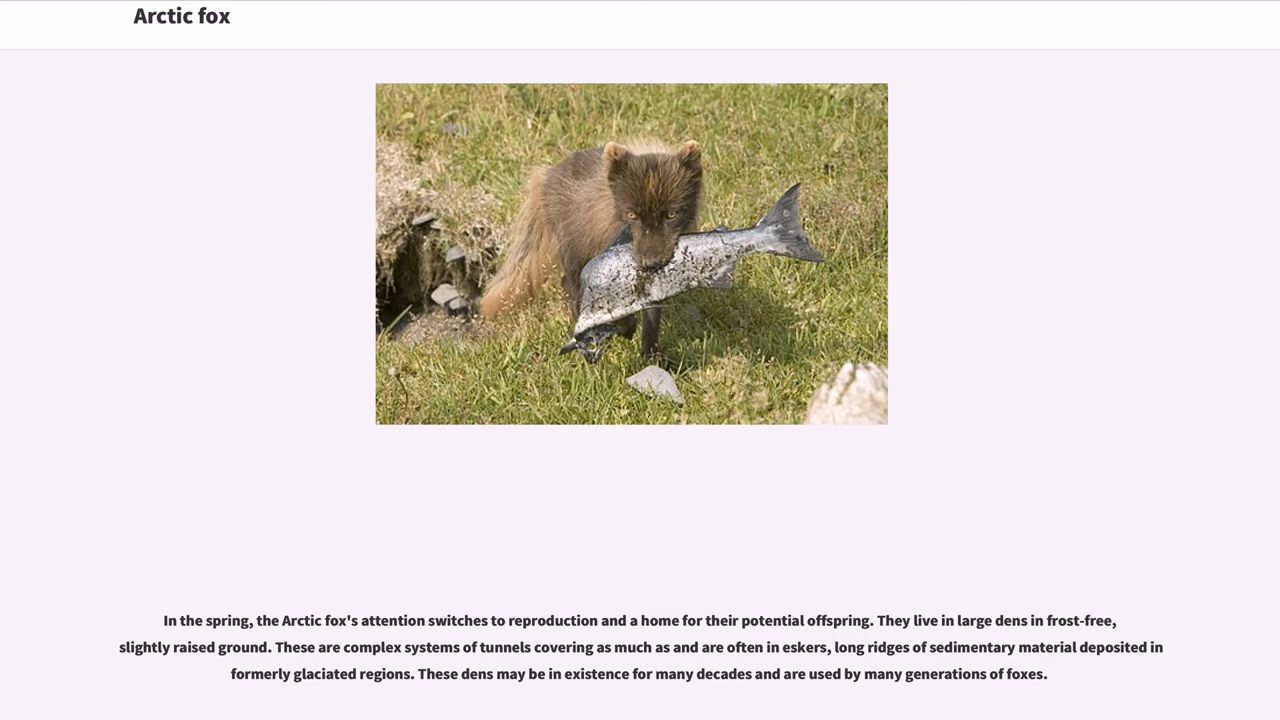 Arctic fox
In the spring, the Arctic fox's attention switches to reproduction and a home for their potential offspring. They live in large dens in frost-free,
slightly raised ground. These are complex systems of tunnels covering as much as and are often in eskers, long ridges of sedimentary material deposited in
formerly glaciated regions. These dens may be in existence for many decades and are used by many generations of foxes.